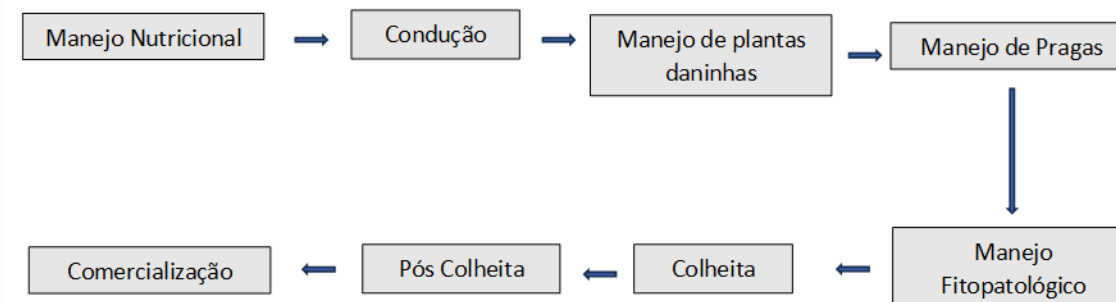 Manejo Nutricional
Condução
Manejo de plantas
daninhas
Manejo de Pragas
Manejo
Fitopatológico
Colheita
Pós Colheita
Comercialização